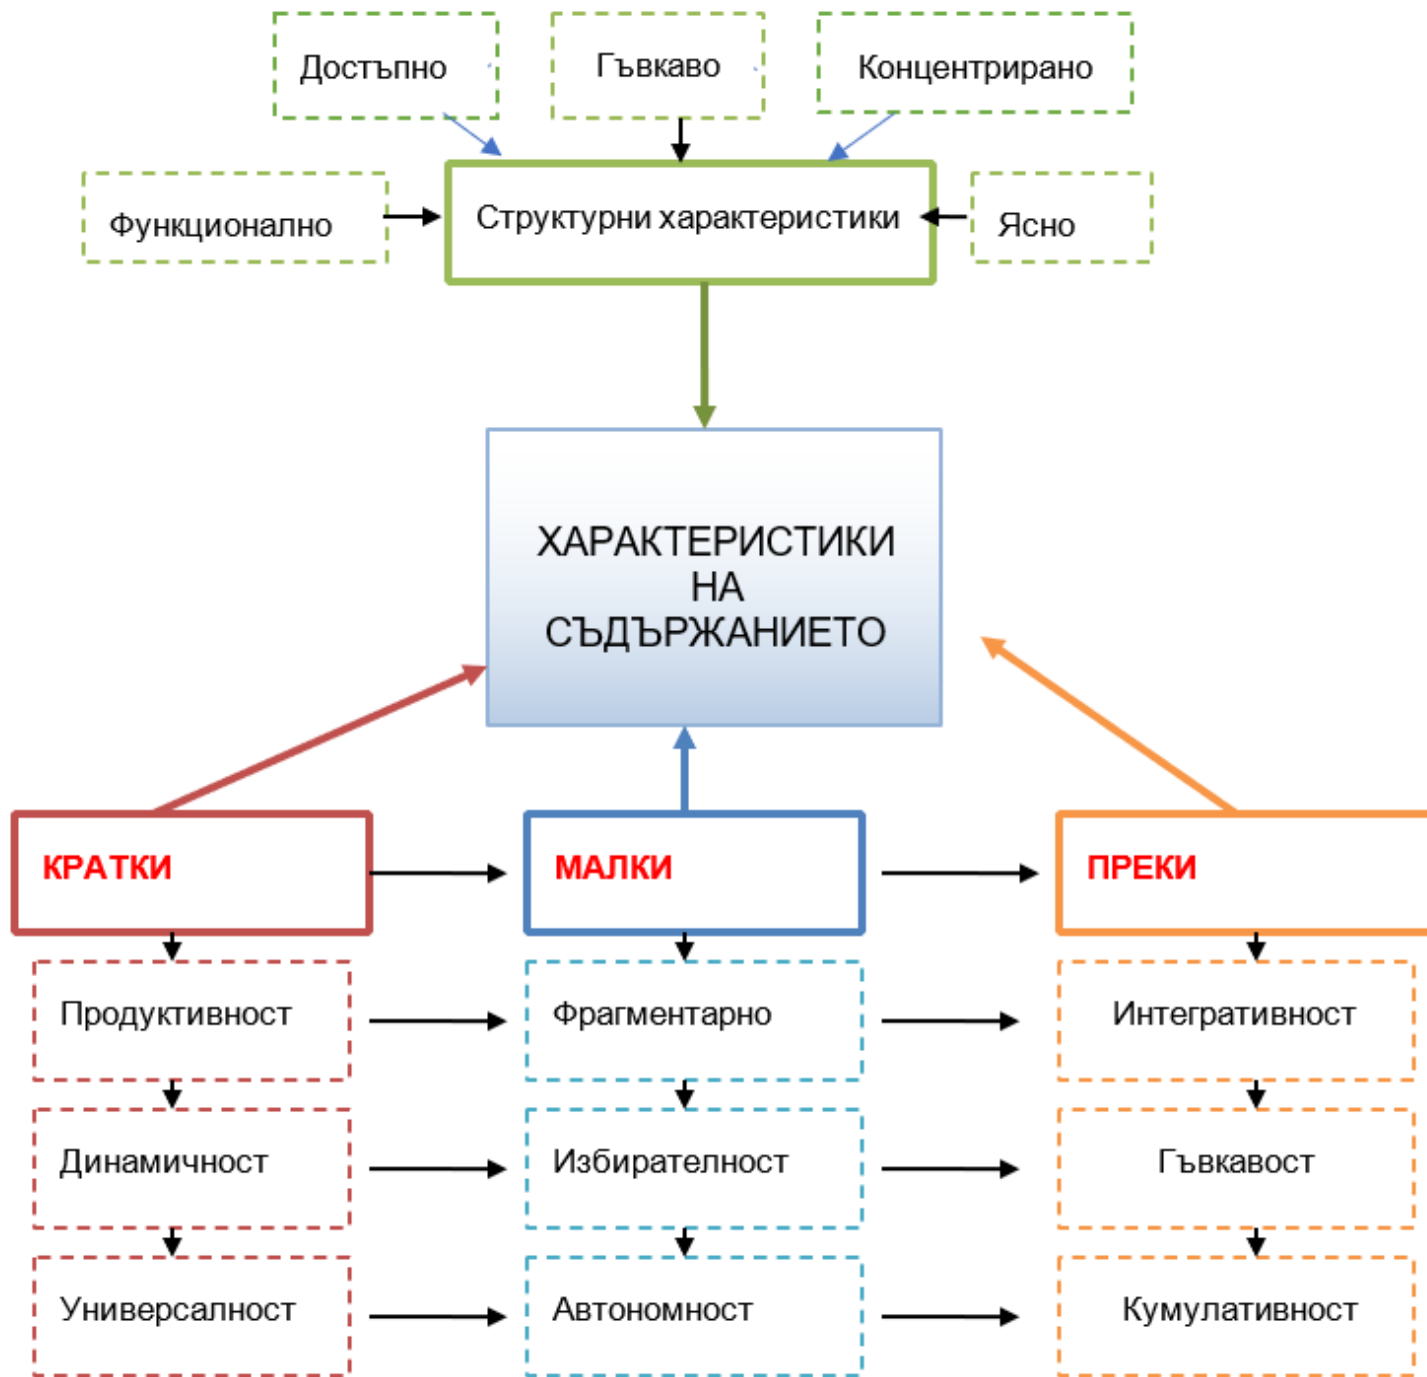 Достъпно
Гъвкаво
Концентрирано
Функционално
Структурни характеристики
Ясно
ХАРАКТЕРИСТИКИ
НА
СЪДЪРЖАНИЕТО
КРАТКИ
МАЛКИ
ПРЕКИ
Продуктивност
Фрагментарно
Интегративност
Динамичност
Избирателност
Гъвкавост
Универсалност
Автономност
Кумулативност